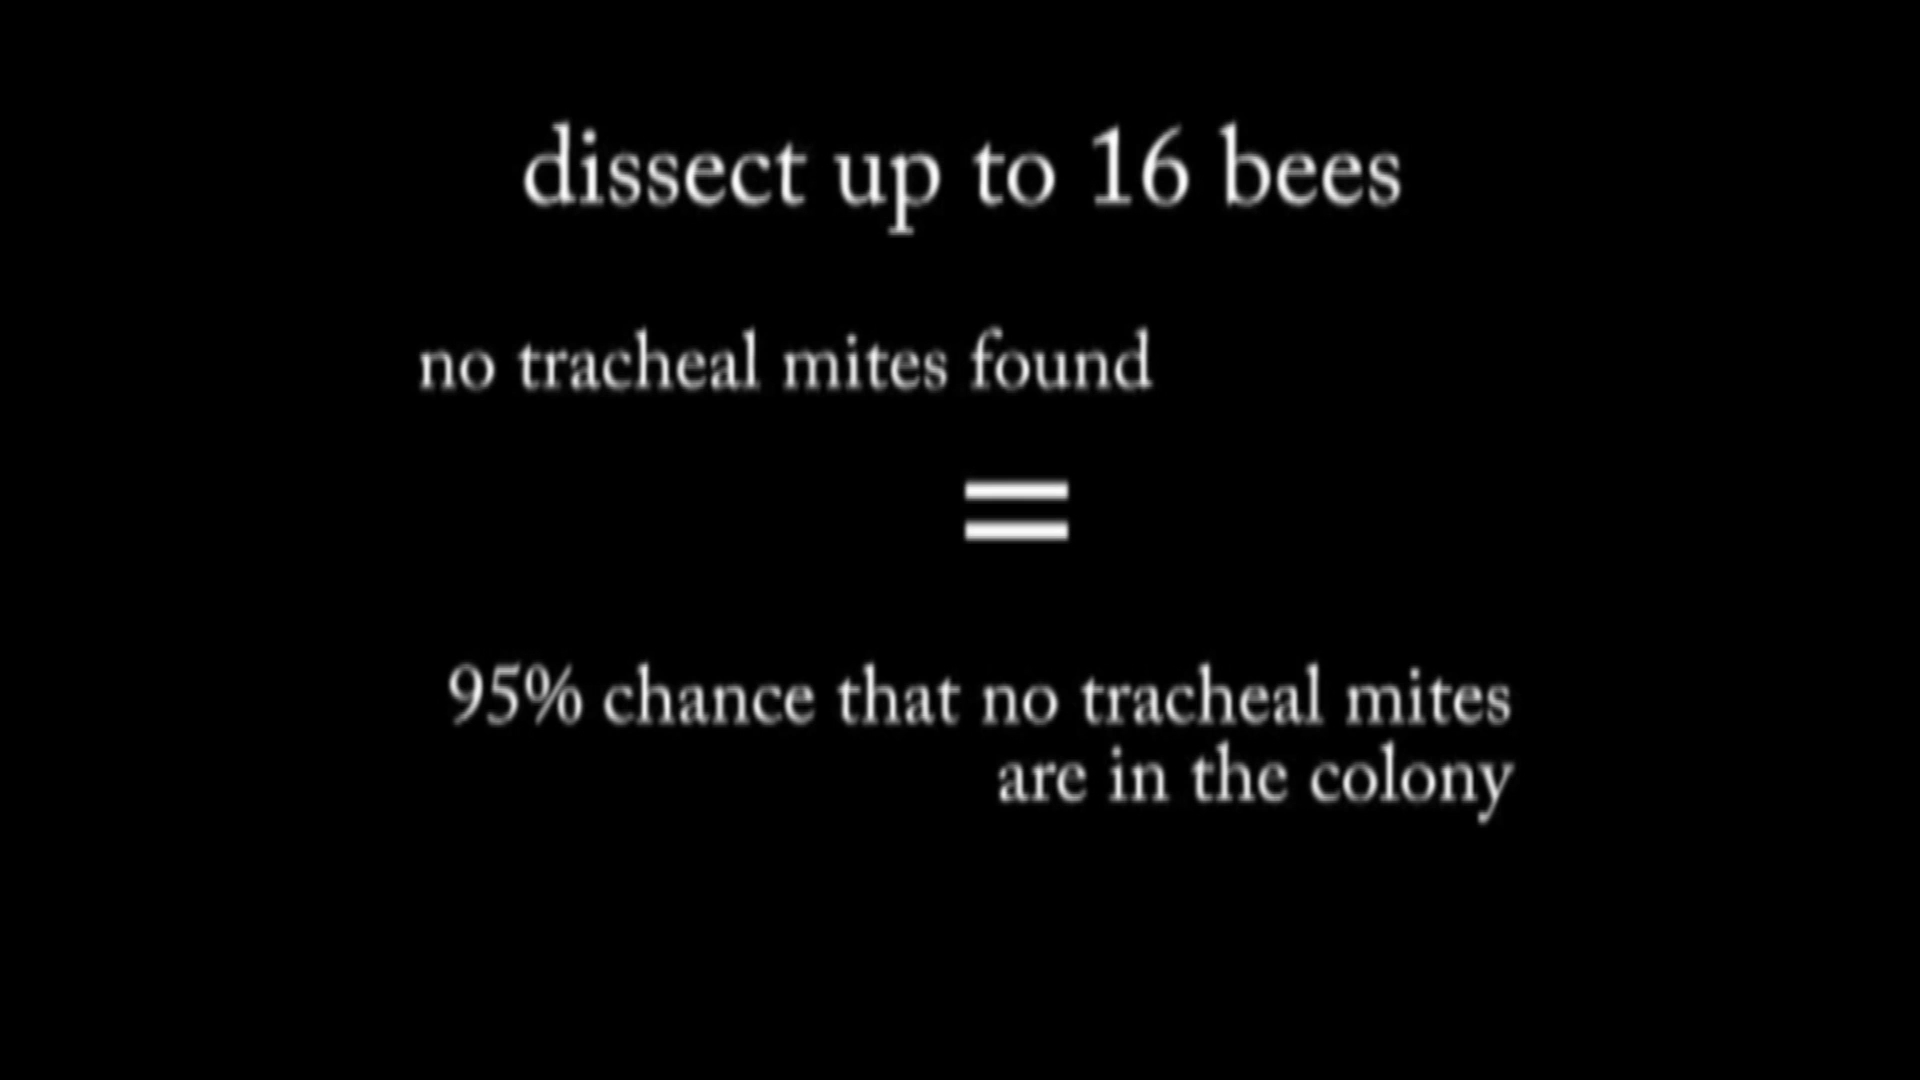 dissect up to 16 bees
no tracheal mites found
=
95% chance that no tracheal mites
are in the colony